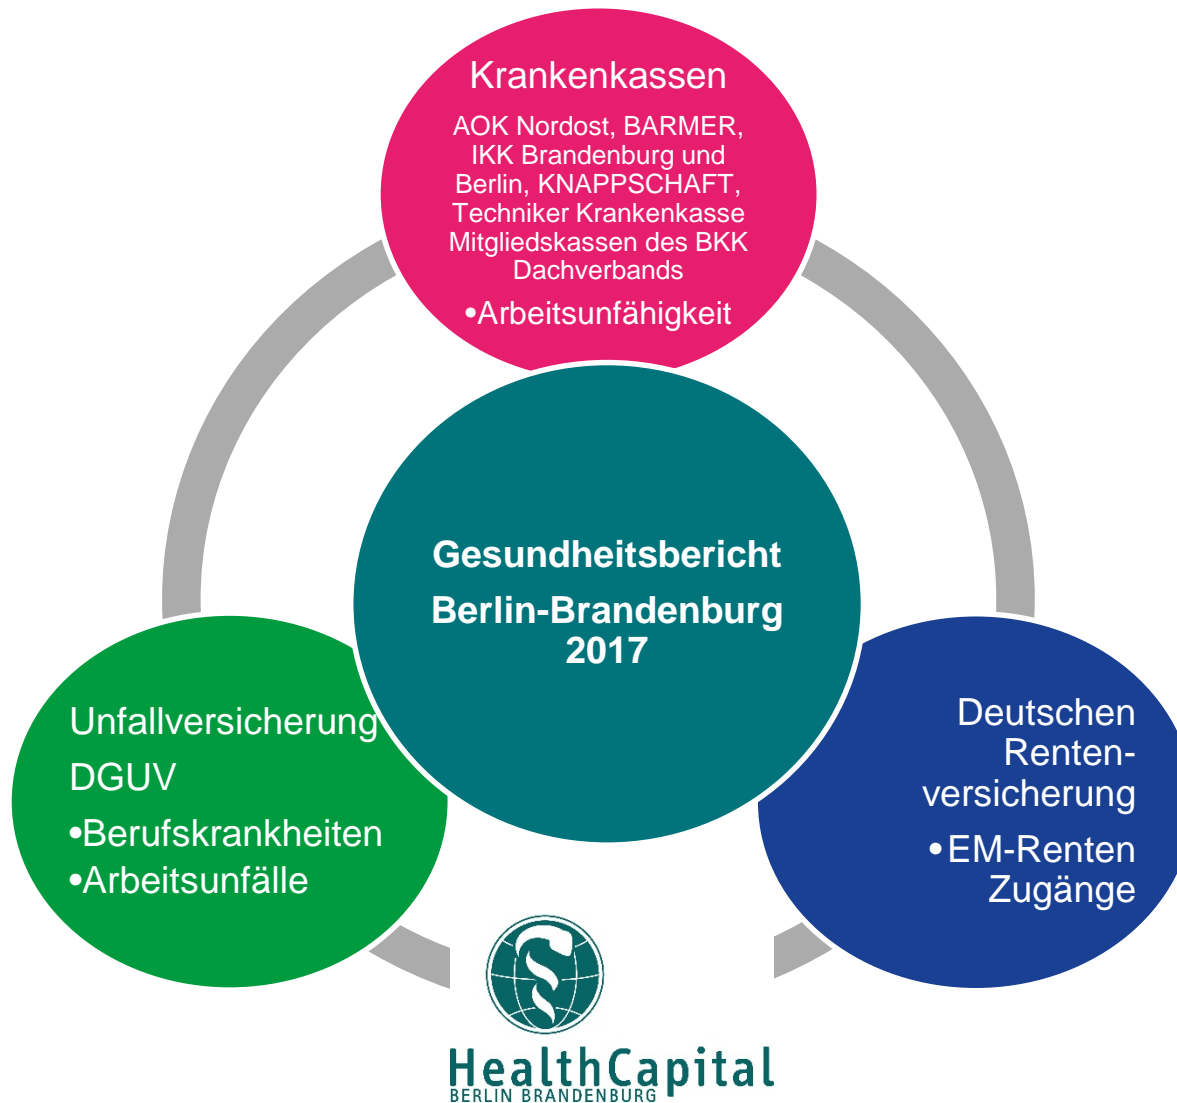 Krankenkassen
AOK Nordost, BARMER,
IKK Brandenburg und
Berlin, KNAPPSCHAFT,
Techniker Krankenkasse
Mitgliedskassen des BKK
Dachverbands
•Arbeitsunfähigkeit
Gesundheitsbericht
Berlin-Brandenburg
2017
Unfallversicherung
DGUV
•Berufskrankheiten
•Arbeitsunfälle
Deutschen
Renten-
versicherung
•EM-Renten
Zugänge
HealthCapital
BERLIN BRANDENBURG